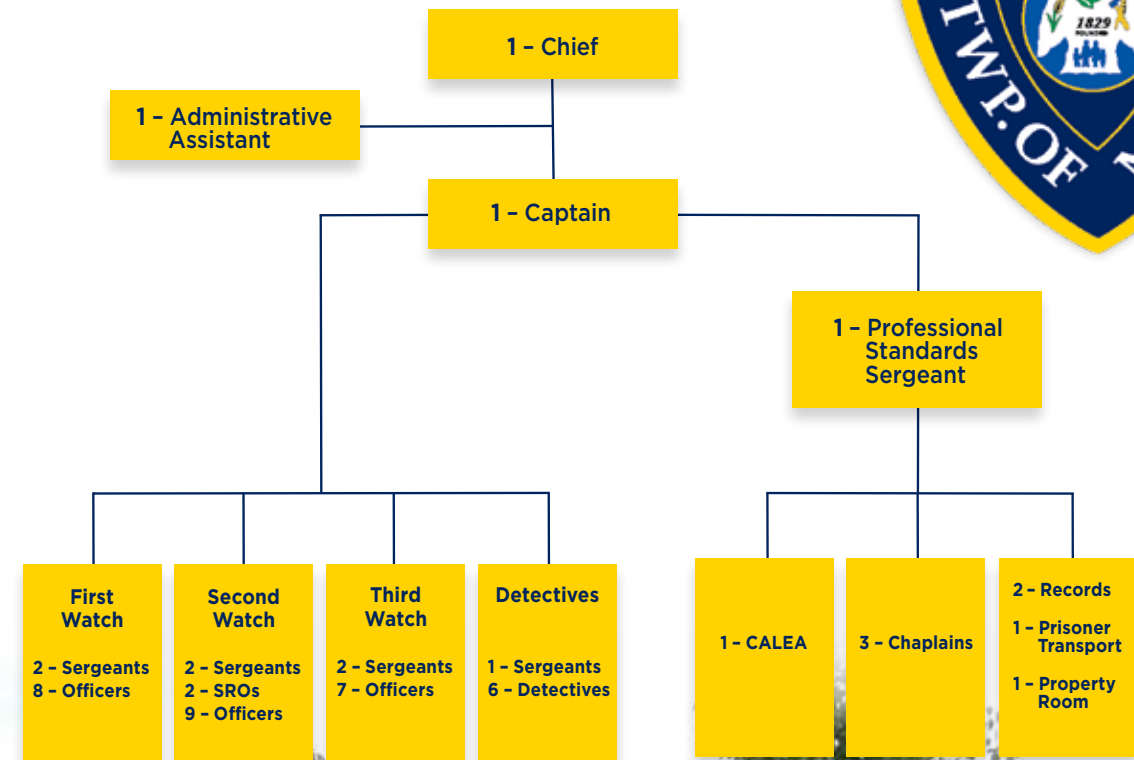 1 – Chief
1 – Administrative
Assistant
1 – Captain
1 – Professional
Standards
Sergeant
First
Watch
2 – Sergeants
8 – Officers
Second
Watch
2 – Sergeants
2 – SROs
9 – Officers
Third
Watch
2 – Sergeants
7 – Officers
Detectives
1 – Sergeants
6 – Detectives
1 – CALEA
3 – Chaplains
2 – Records
1 – Prisoner
Transport
1 – Property
Room
TWP. OF
1829
FOUNDED